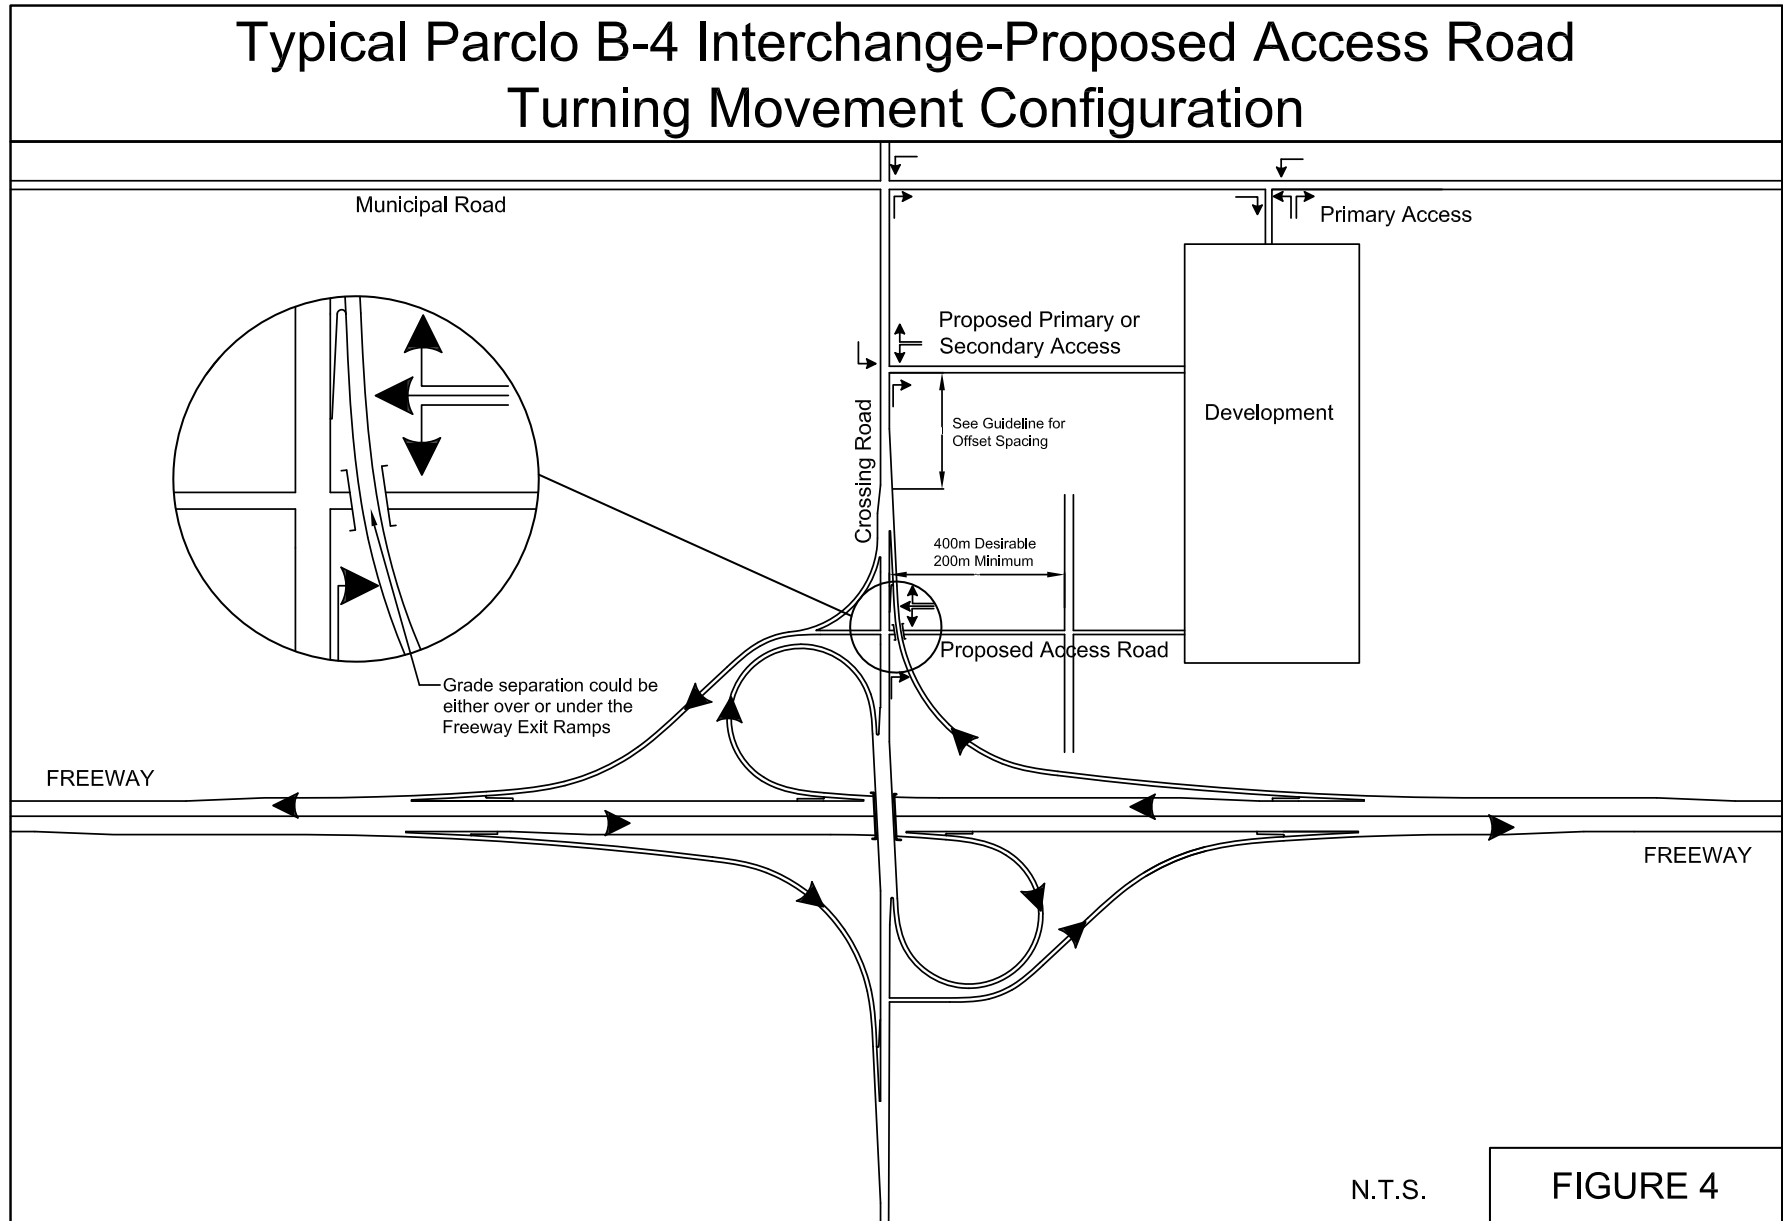 Typical Parclo B-4 Interchange-Proposed Access Road
Turning Movement Configuration
Municipal Road
Primary Access
Proposed Primary or
Secondary Access
Development
See Guideline for
Offset Spacing
Crossing Road
400m Desirable
200m Minimum
Proposed Access Road
Grade separation could be
either over or under the
Freeway Exit Ramps
FREEWAY
FREEWAY
N.T.S.
FIGURE 4